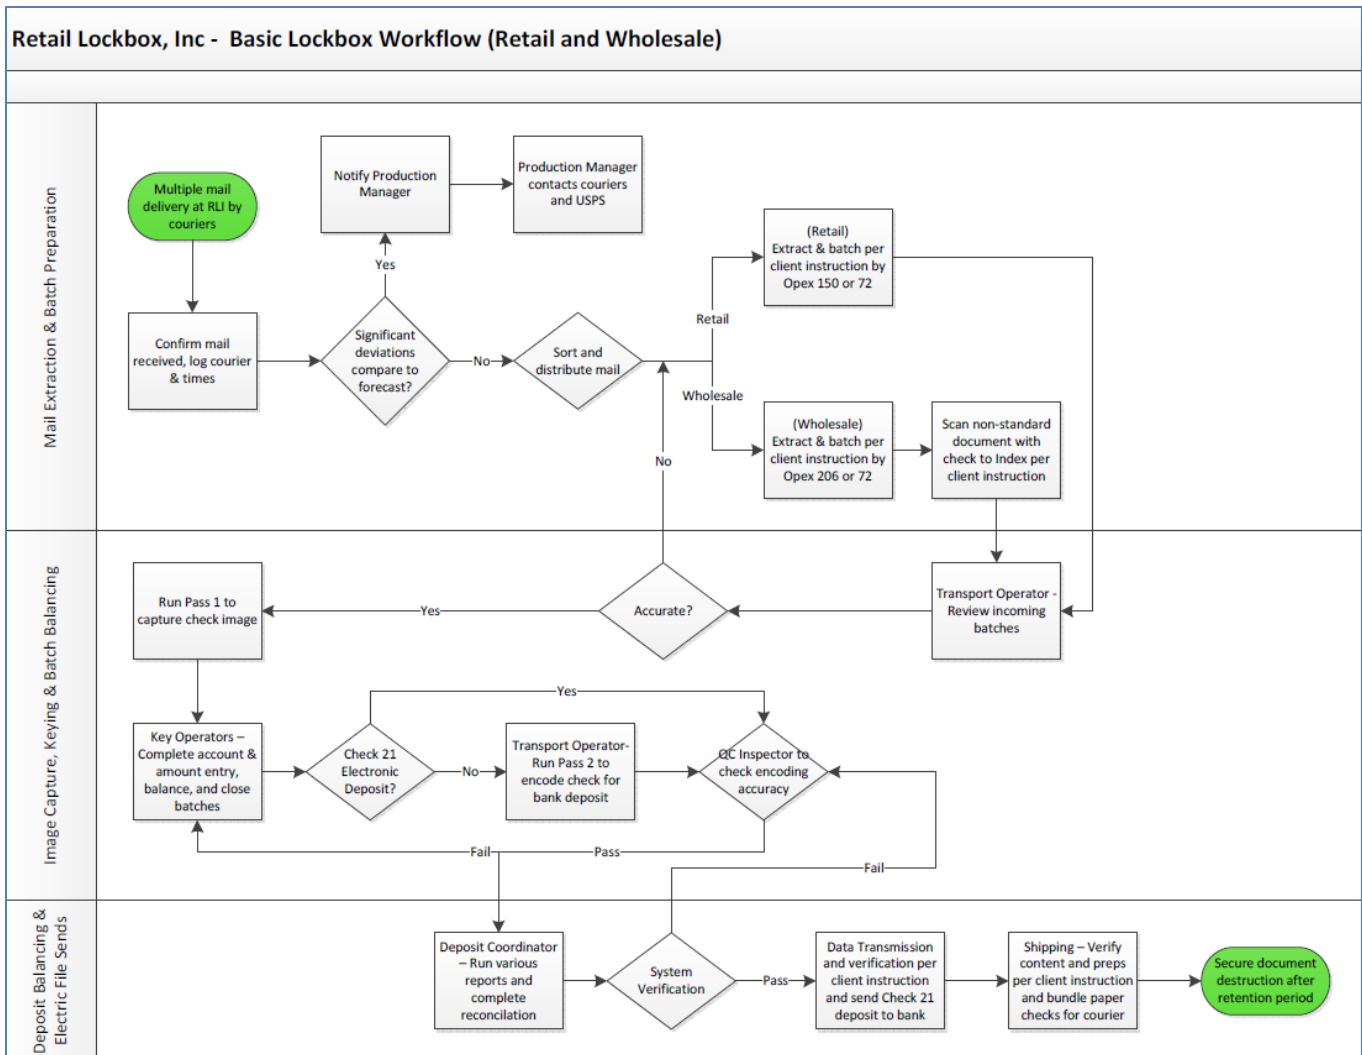 Retail Lockbox, Inc - Basic Lockbox Workflow (Retail and Wholesale)
Mail Extraction & Batch Preparation
Multiple mail
delivery at RLI by
couriers
Notify Production
Manager
Production Manager
contacts couriers
and USPS
Yes
Confirm mail
received, log courier
& times
Significant
deviations
compare to
forecast?
No
Sort and
distribute mail
Retail
Wholesale
(Retail)
Extract & batch per
client instruction by
Opex 150 or 72
(Wholesale)
Extract & batch per
client instruction by
Opex 206 or 72
Scan non-standard
document with
check to Index per
client instruction
No
Image Capture, Keying & Batch Balancing
Run Pass 1 to
capture check image
Yes
Accurate?
Transport Operator -
Review incoming
batches
Yes
Key Operators –
Complete account &
amount entry,
balance, and close
batches
Check 21
Electronic
Deposit?
No
Transport Operator-
Run Pass 2 to
encode check for
bank deposit
QC Inspector to
check encoding
accuracy
Fail
Pass
Fail
Deposit Balancing &
Electric File Sends
Deposit Coordinator
– Run various
reports and
complete
reconcilation
System
Verification
Pass
Data Transmission
and verification per
client instruction
and send Check 21
deposit to bank
Shipping – Verify
content and preps
per client instruction
and bundle paper
checks for courier
Secure document
destruction after
retention period